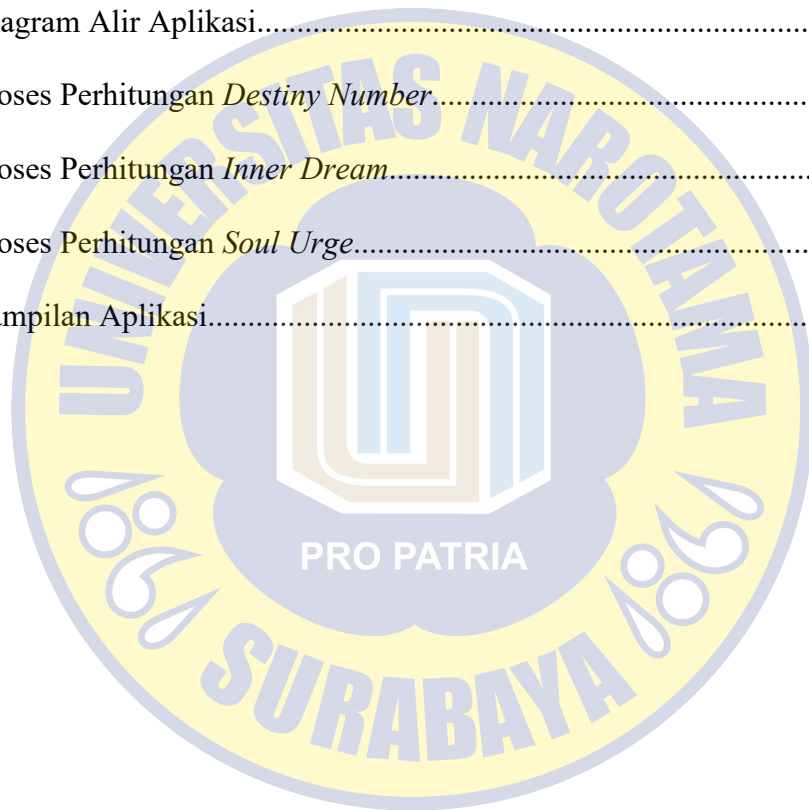 agram Alir Aplikasi.......................................................................
oses Perhitungan Destiny Number................................................
oses Perhitungan Inner Dream.....................................................
oses Perhitungan Soul Urge..........................................................
ampilan Aplikasi............................................................................
UNIVERSITAS NAROTAMA
PRO PATRIA
SURABAYA